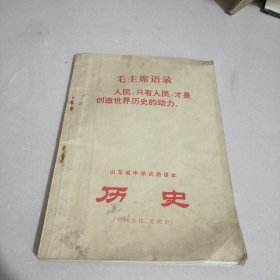 毛主席语录
人民，只有人民，才是
创造世界历史的动力。
山东省中学试用课本
历史